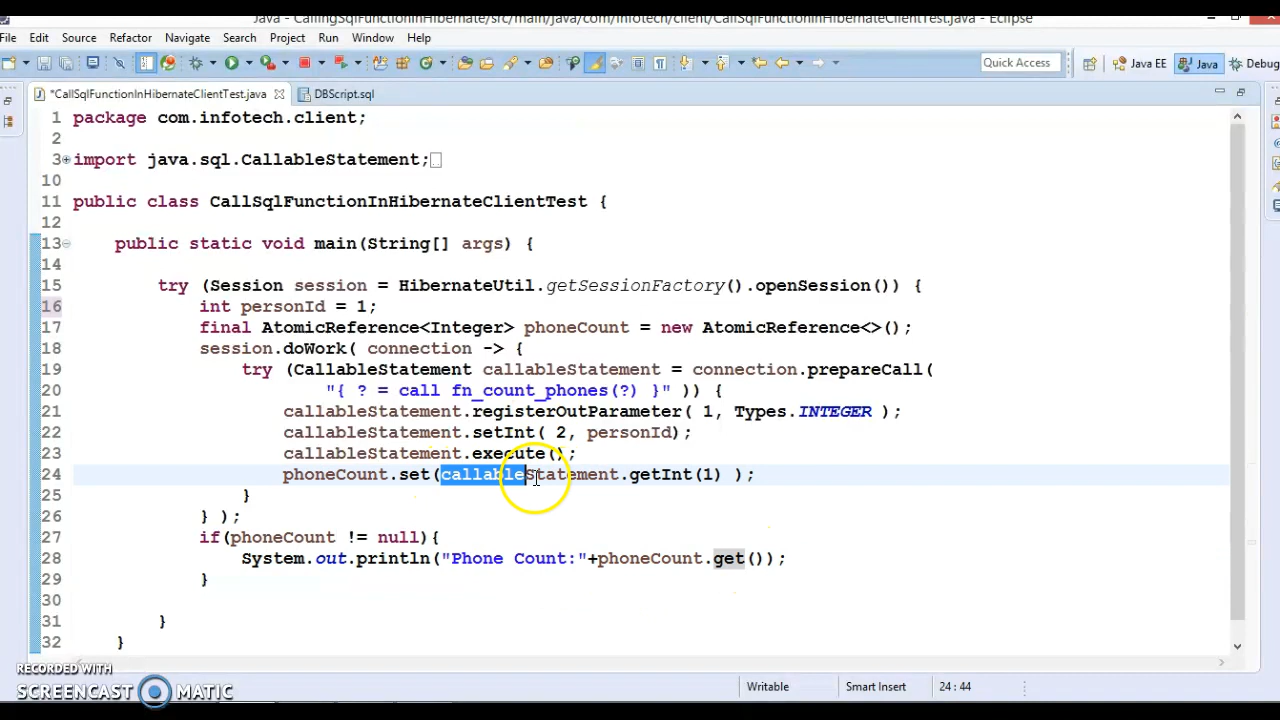 Java - CallingSqlFunctionInHibernate/src/main/java/com/infotech/client/CallSqlFunctionInHibernateClientTest.java - Eclipse
File Edit Source Refactor Navigate Search Project Run Window Help
Quick Access Java EE Java Debug
*CallSqlFunctionInHibernateClientTest.java DBScript.sql
1 package com.infotech.client;
2
3 import java.sql.CallableStatement;
10
11 public class CallSqlFunctionInHibernateClientTest {
12
13 public static void main(String[] args) {
14
15 try (Session session = HibernateUtil.getSessionFactory().openSession()) {
16 int personId = 1;
17 final AtomicReference<Integer> phoneCount = new AtomicReference<>();
18 session.doWork( connection -> {
19 try (CallableStatement callableStatement = connection.prepareCall(
20 "{ ? = call fn_count_phones(?) }" )) {
21 callableStatement.registerOutParameter( 1, Types.INTEGER );
22 callableStatement.setInt( 2, personId);
23 callableStatement.execute();
24 phoneCount.set(callableStatement.getInt(1) );
25 }
26 } );
27 if(phoneCount != null){
28 System.out.println("Phone Count:"+phoneCount.get());
29 }
30
31 }
32 }
RECORDED WITH
SCREENCAST MATIC
Writable Smart Insert 24 : 44